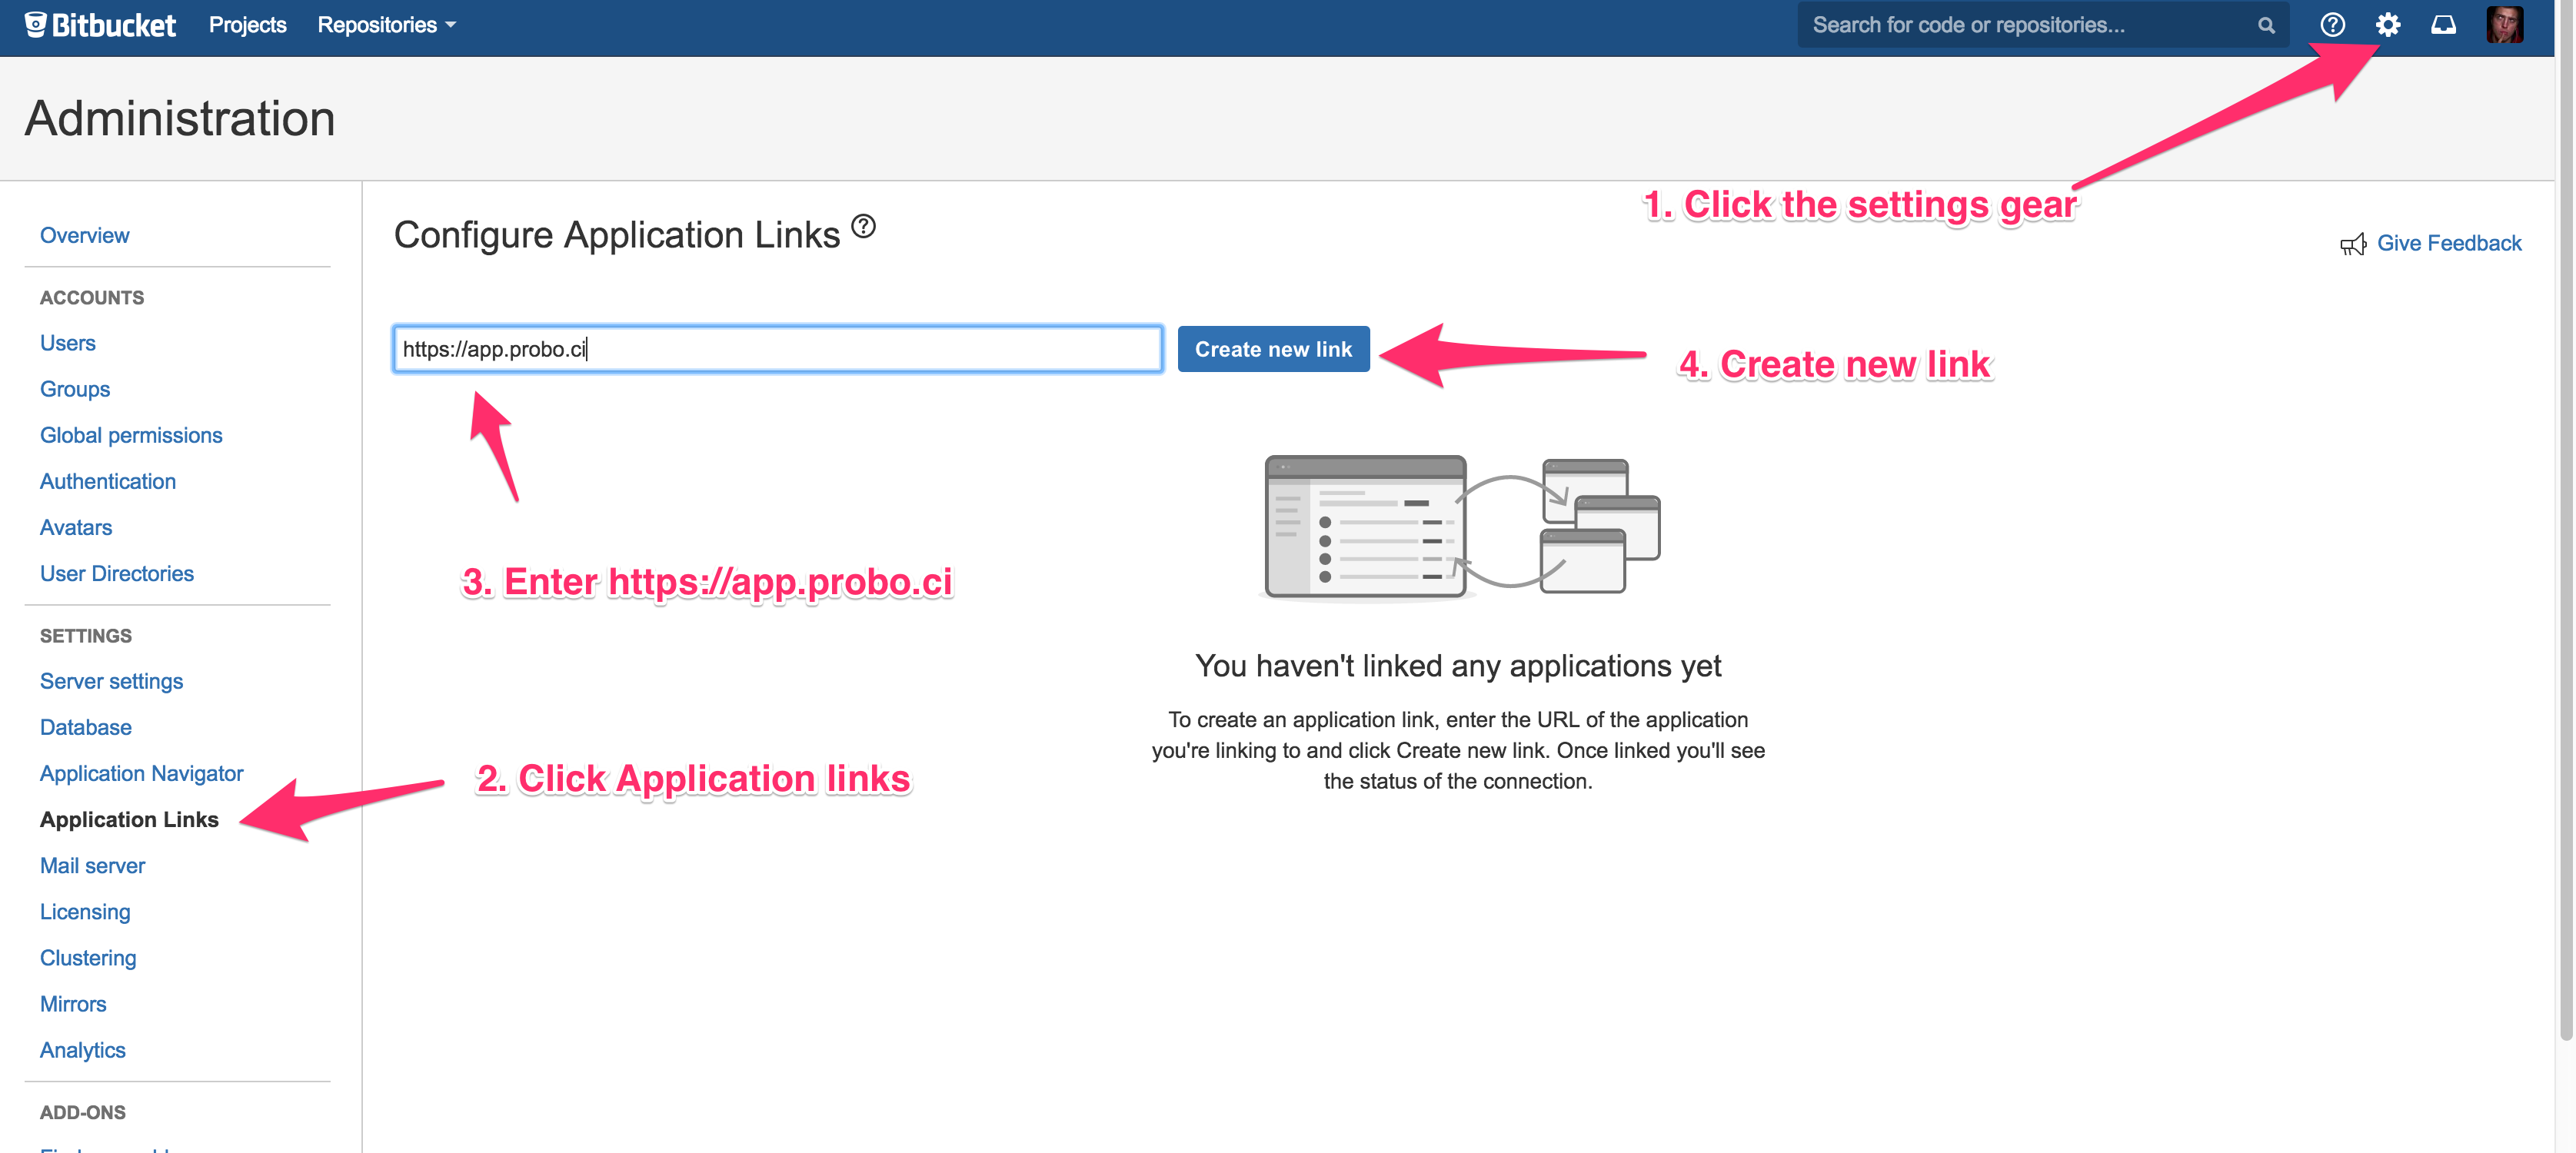 Bitbucket Projects Repositories Search for code or repositories...
Administration
1. Click the settings gear
Give Feedback
Overview
ACCOUNTS
Users
Groups
Global permissions
Authentication
Avatars
User Directories
SETTINGS
Server settings
Database
Application Navigator
Application Links
Mail server
Licensing
Clustering
Mirrors
Analytics
ADD-ONS
Configure Application Links
https://app.probo.ci
Create new link
4. Create new link
3. Enter https://app.probo.ci
2. Click Application links
You haven't linked any applications yet
To create an application link, enter the URL of the application
you're linking to and click Create new link. Once linked you'll see
the status of the connection.